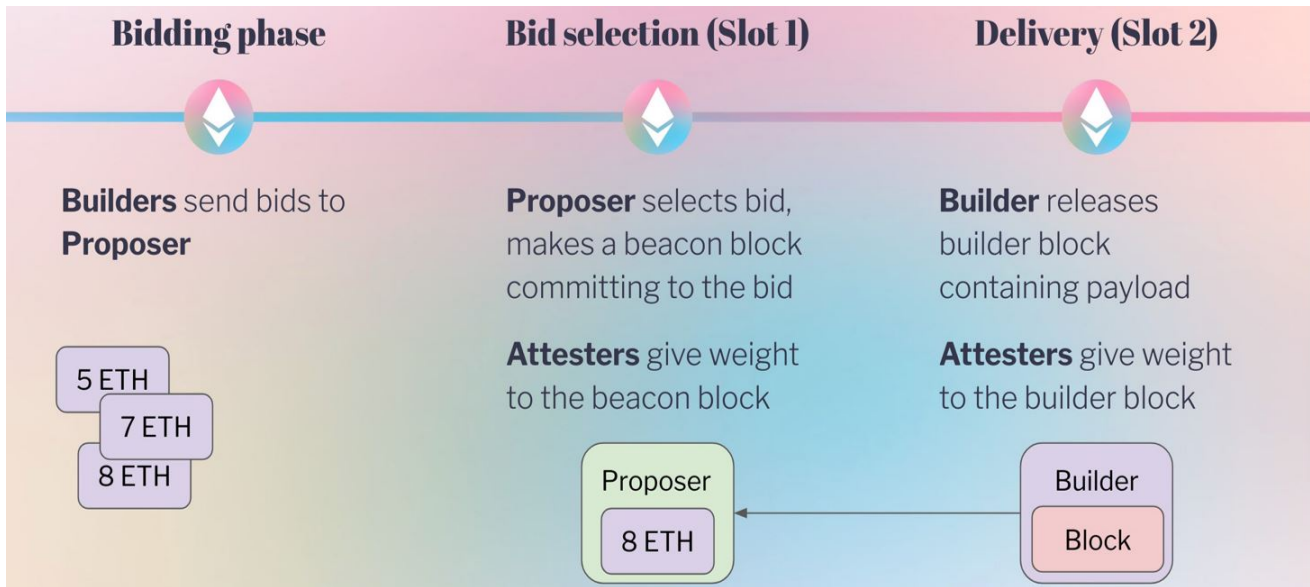 Bidding phase
Builders send bids to
Proposer
5 ETH
7 ETH
8 ETH
Bid selection (Slot 1)
Proposer selects bid,
makes a beacon block
committing to the bid
Attesters give weight
to the beacon block
Proposer
8 ETH
Delivery (Slot 2)
Builder releases
builder block
containing payload
Attesters give weight
to the builder block
Builder
Block